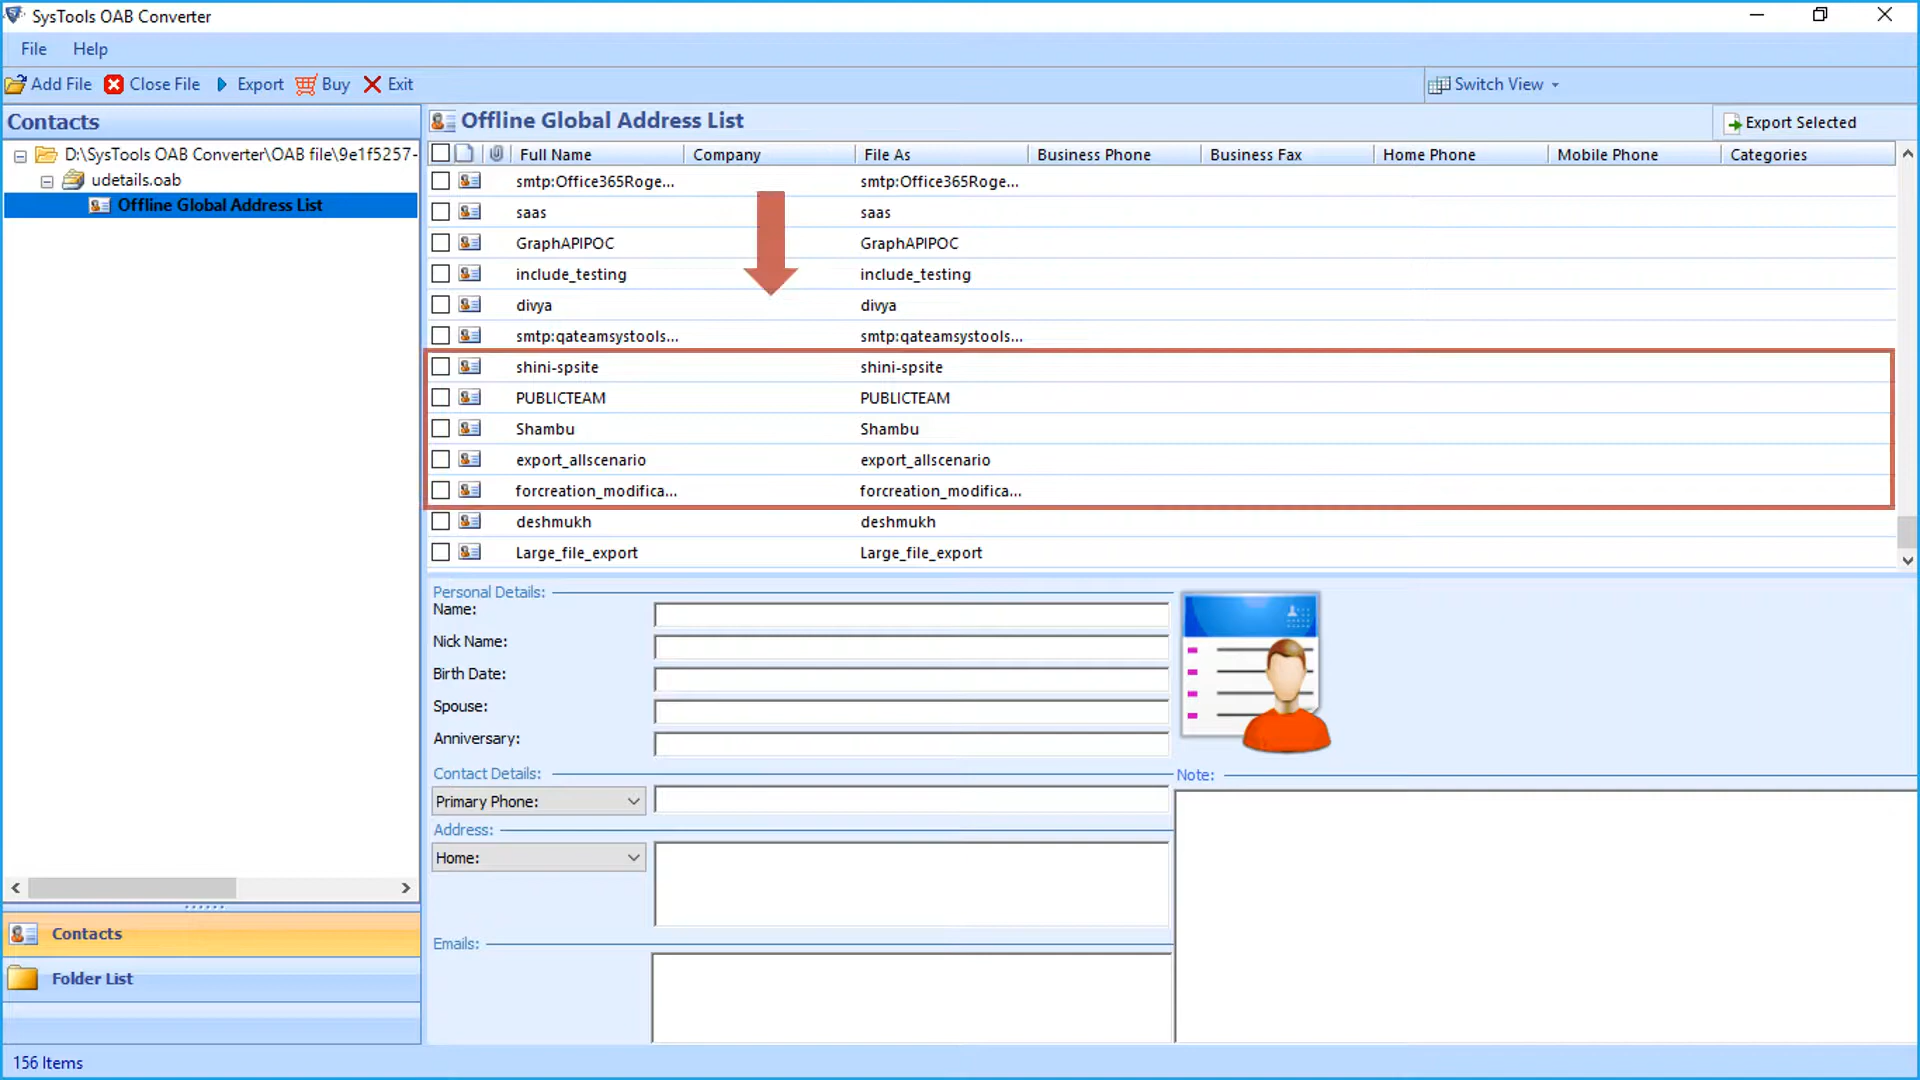 SysTools OAB Converter
File Help
Add File Close File Export Buy Exit Switch View
Contacts
D:\SysTools OAB Converter\OAB file\9e1f5257-
udetails.oab
Offline Global Address List
Offline Global Address List Export Selected
Full Name Company File As Business Phone Business Fax Home Phone Mobile Phone Categories
smtp:Office365Roge... smtp:Office365Roge...
saas saas
GraphAPIPOC GraphAPIPOC
include_testing include_testing
divya divya
smtp:qateamsystools... smtp:qateamsystools...
shini-spsite shini-spsite
PUBLICTEAM PUBLICTEAM
Shambu Shambu
export_allscenario export_allscenario
forcreation_modifica... forcreation_modifica...
deshmukh deshmukh
Large_file_export Large_file_export
Personal Details:
Name:
Nick Name:
Birth Date:
Spouse:
Anniversary:
Contact Details:
Primary Phone:
Address:
Home:
Emails:
Note:
Contacts
Folder List
156 Items